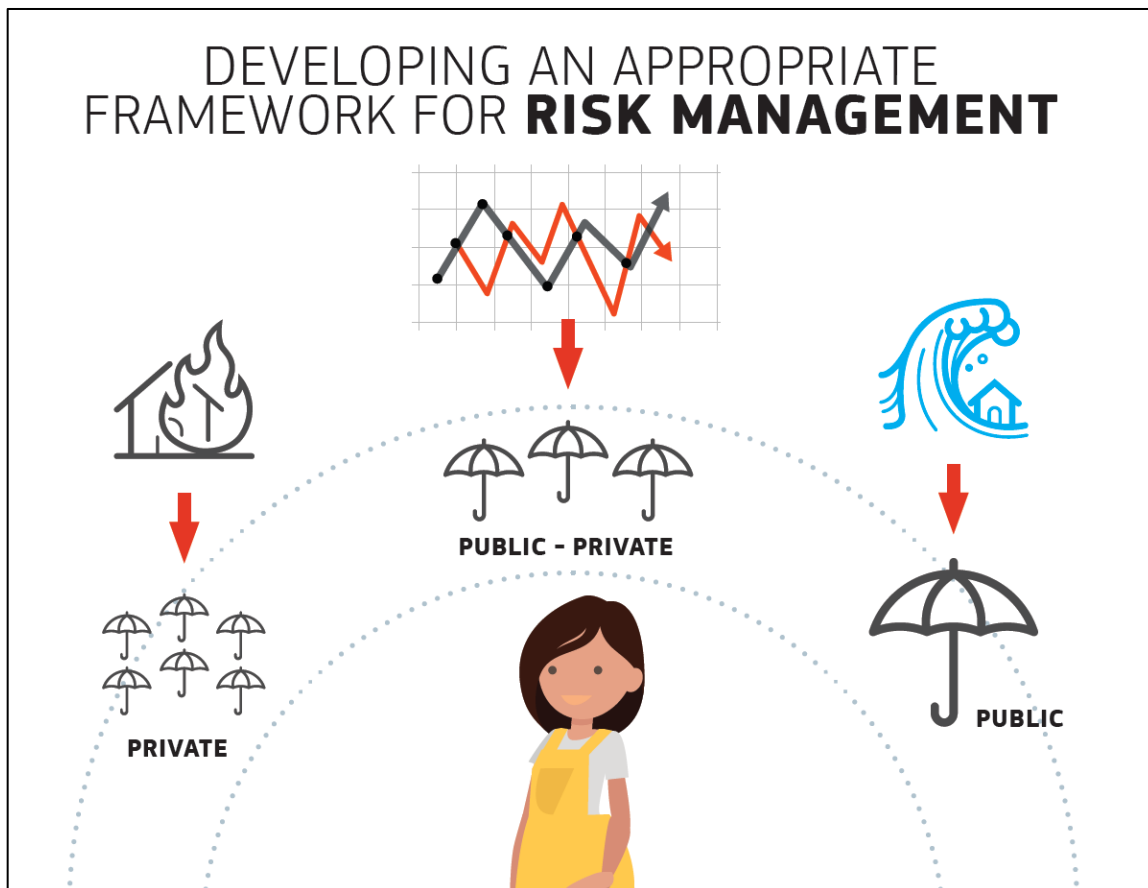 DEVELOPING AN APPROPRIATE
FRAMEWORK FOR RISK MANAGEMENT
PUBLIC - PRIVATE
PRIVATE
PUBLIC